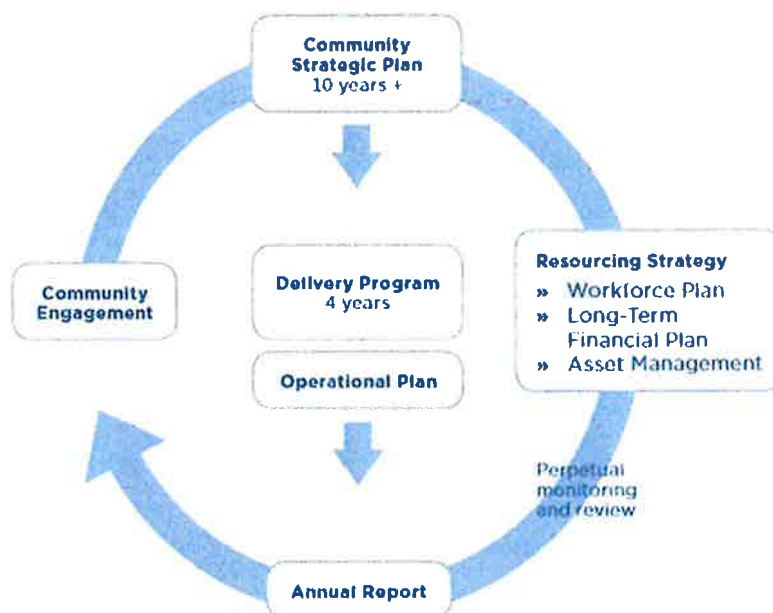 Community
Strategic Plan
10 years +
Community
Engagement
Delivery Program
4 years
Operational Plan
Resourcing Strategy
» Workforce Plan
» Long-Term
Financial Plan
» Asset Management
Perpetual
monitoring
and review
Annual Report